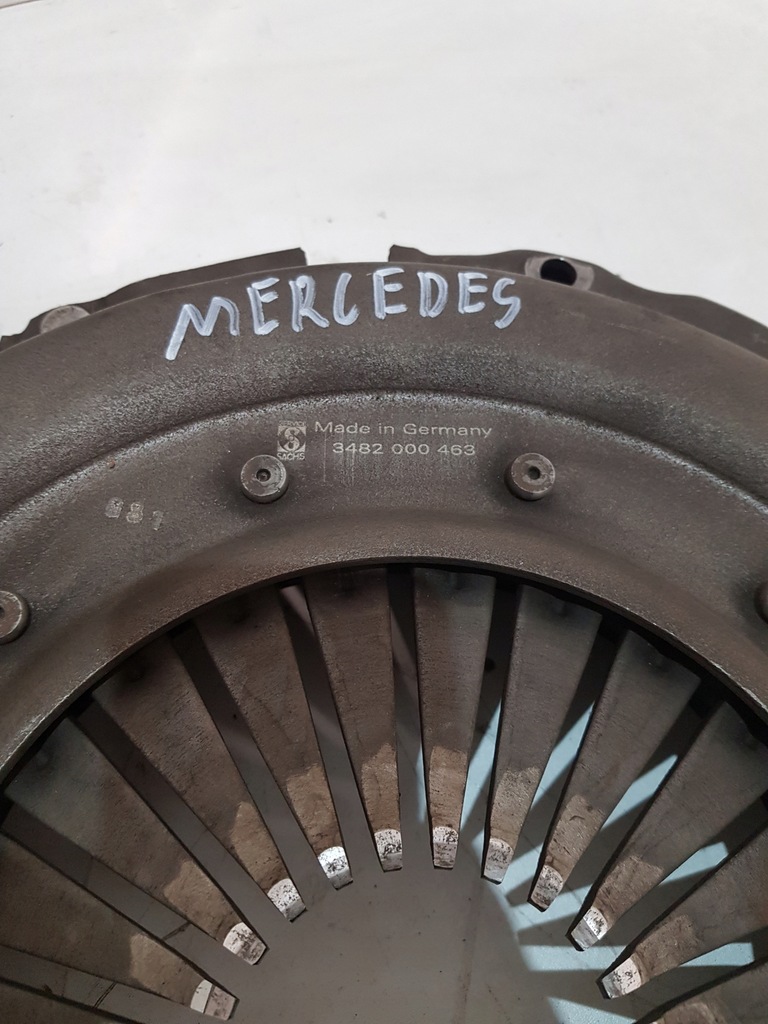 MERCEDES
Made in Germany
SACHS 3482 000 463